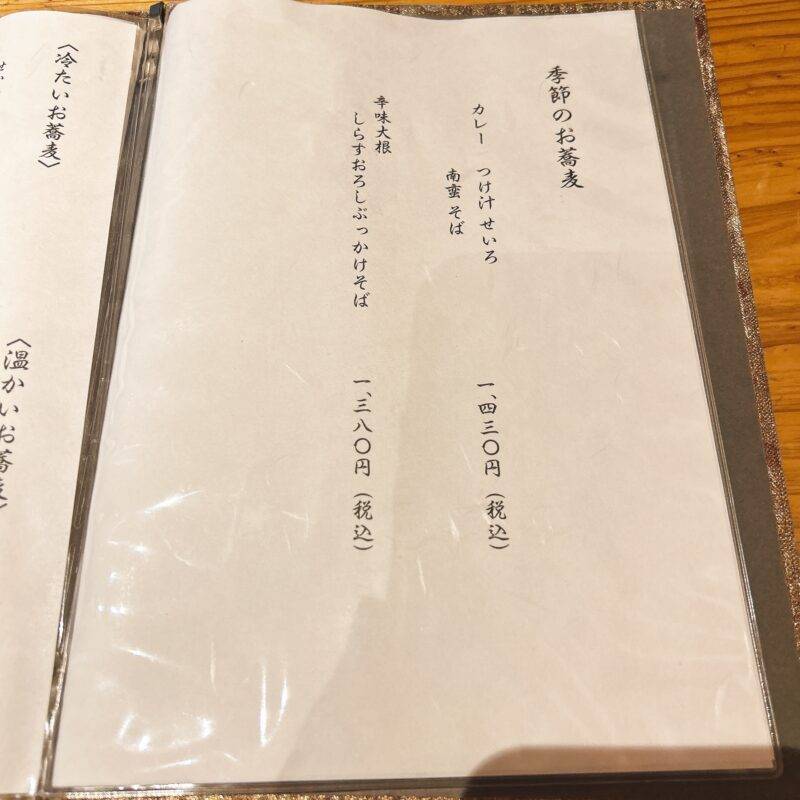 季節のお蕎麦
カレー つけ汁せいろ
南蛮そば
一、四三〇円（税込）
辛味大根
しらすおろしぶっかけそば
一、三八〇円（税込）
〈冷たいお蕎麦〉
〈温かいお蕎麦〉